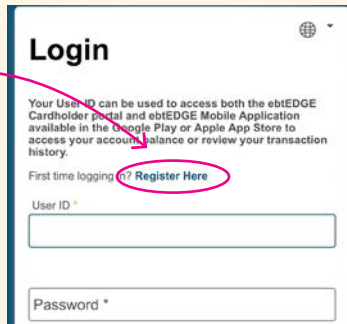 Login
Your User ID can be used to access both the ebtEDGE
Cardholder portal and ebtEDGE Mobile Application
available in the Google Play or Apple App Store to
access your account balance or review your transaction
history.
First time logging in? Register Here
User ID *
Password *